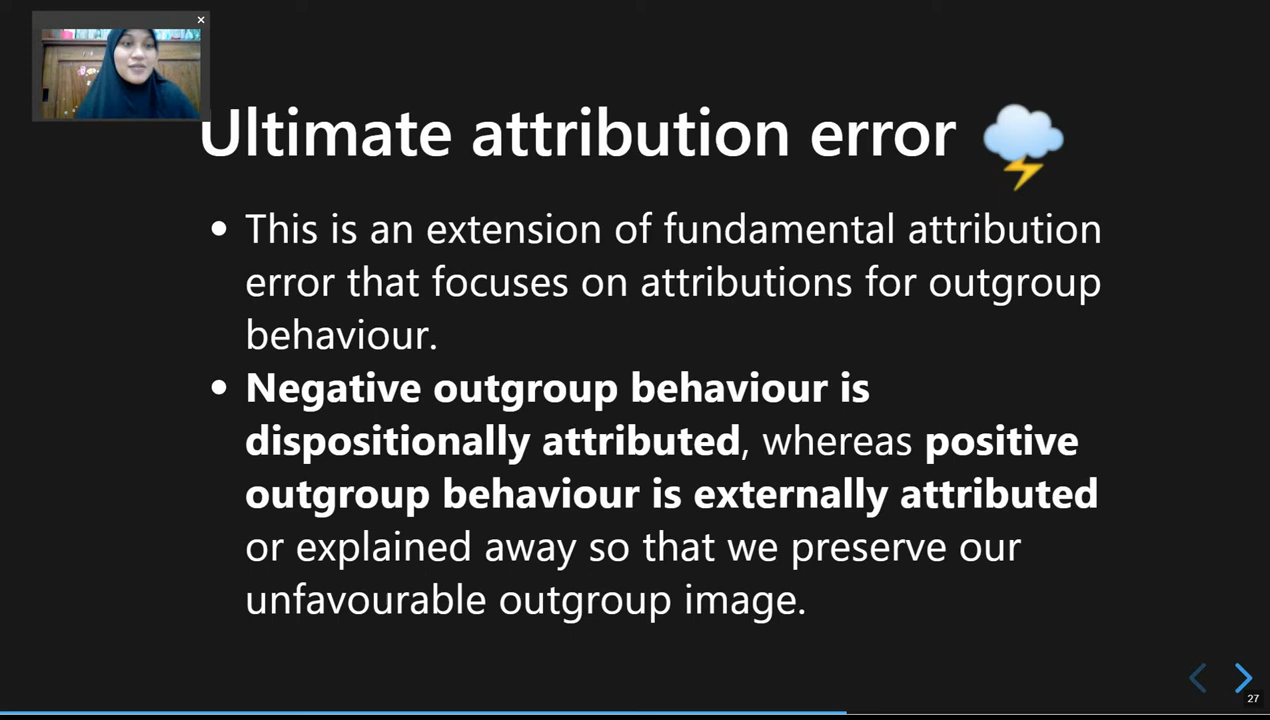 Ultimate attribution error
• This is an extension of fundamental attribution
error that focuses on attributions for outgroup
behaviour.
• Negative outgroup behaviour is
dispositionally attributed, whereas positive
outgroup behaviour is externally attributed
or explained away so that we preserve our
unfavourable outgroup image.
27